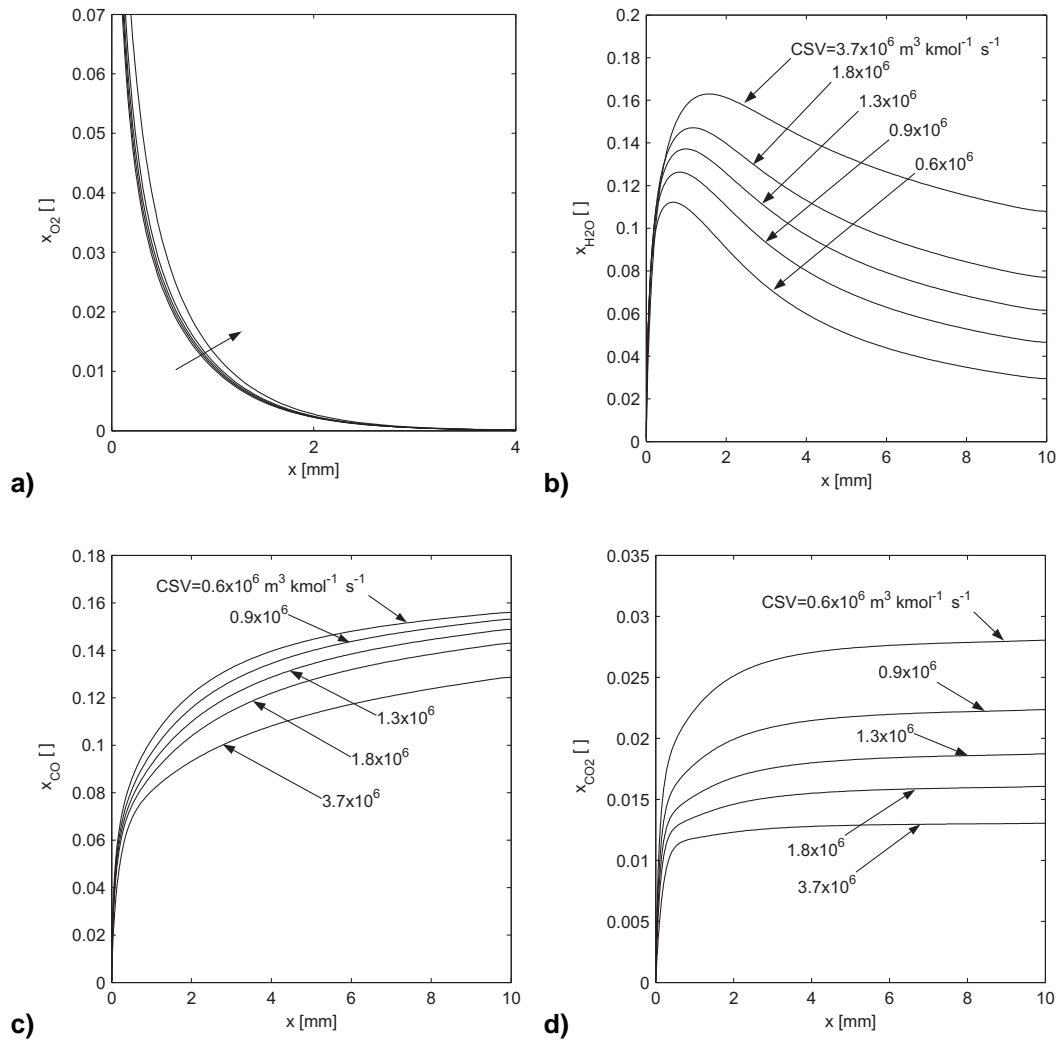 0.07
0.06
0.05
0.04
0.03
0.02
0.01
0
x_O2 [ ]
0
2
4
x [mm]
a)
0.2
0.18
0.16
0.14
0.12
0.1
0.08
0.06
0.04
0.02
0
x_H2O [ ]
CSV=3.7x10^6 m^3 kmol^-1 s^-1
1.8x10^6
1.3x10^6
0.9x10^6
0.6x10^6
0
2
4
6
8
10
x [mm]
b)
0.18
0.16
0.14
0.12
0.1
0.08
0.06
0.04
0.02
0
x_CO [ ]
CSV=0.6x10^6 m^3 kmol^-1 s^-1
0.9x10^6
1.3x10^6
1.8x10^6
3.7x10^6
0
2
4
6
8
10
x [mm]
c)
0.035
0.03
0.025
0.02
0.015
0.01
0.005
0
x_CO2 [ ]
CSV=0.6x10^6 m^3 kmol^-1 s^-1
0.9x10^6
1.3x10^6
1.8x10^6
3.7x10^6
0
2
4
6
8
10
x [mm]
d)